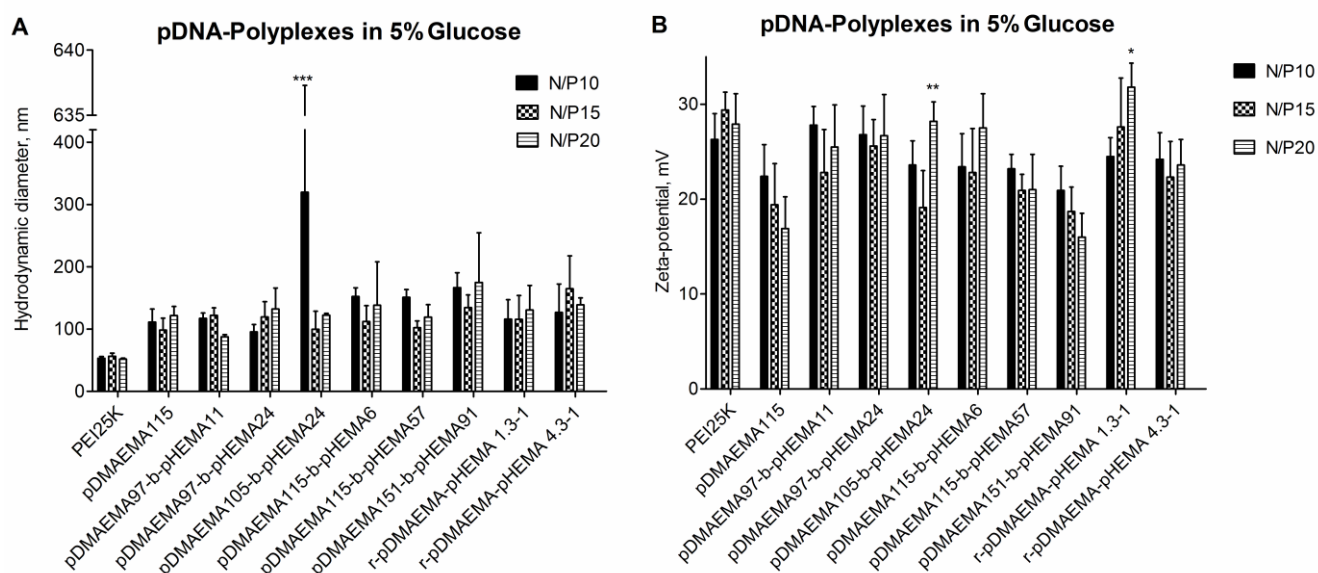 A
pDNA-Polyplexes in 5% Glucose
Hydrodynamic diameter, nm
640
635
400
300
200
100
0
***
N/P10
N/P15
N/P20
PEI25K
pDMAEMA115
pDMAEMA97-b-pHEMA11
pDMAEMA97-b-pHEMA24
pDMAEMA105-b-pHEMA24
pDMAEMA115-b-pHEMA6
pDMAEMA115-b-pHEMA57
pDMAEMA151-b-pHEMA91
r-pDMAEMA-pHEMA 1.3-1
r-pDMAEMA-pHEMA 4.3-1
B
pDNA-Polyplexes in 5% Glucose
Zeta-potential, mV
30
20
10
0
**
*
N/P10
N/P15
N/P20
PEI25K
pDMAEMA115
pDMAEMA97-b-pHEMA11
pDMAEMA97-b-pHEMA24
pDMAEMA105-b-pHEMA24
pDMAEMA115-b-pHEMA6
pDMAEMA115-b-pHEMA57
pDMAEMA151-b-pHEMA91
r-pDMAEMA-pHEMA 1.3-1
r-pDMAEMA-pHEMA 4.3-1